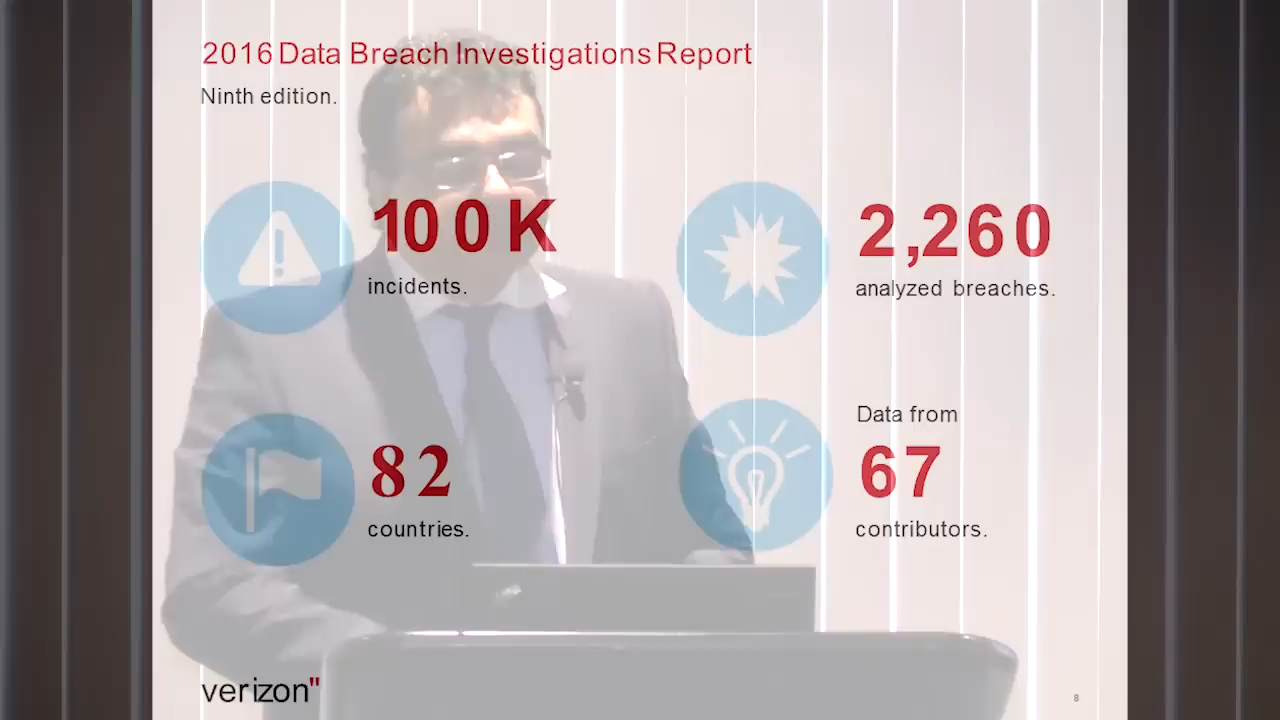 2016 Data Breach Investigations Report
Ninth edition.
100K
incidents.
2,260
analyzed breaches.
82
countries.
Data from
67
contributors.
verizon"
8